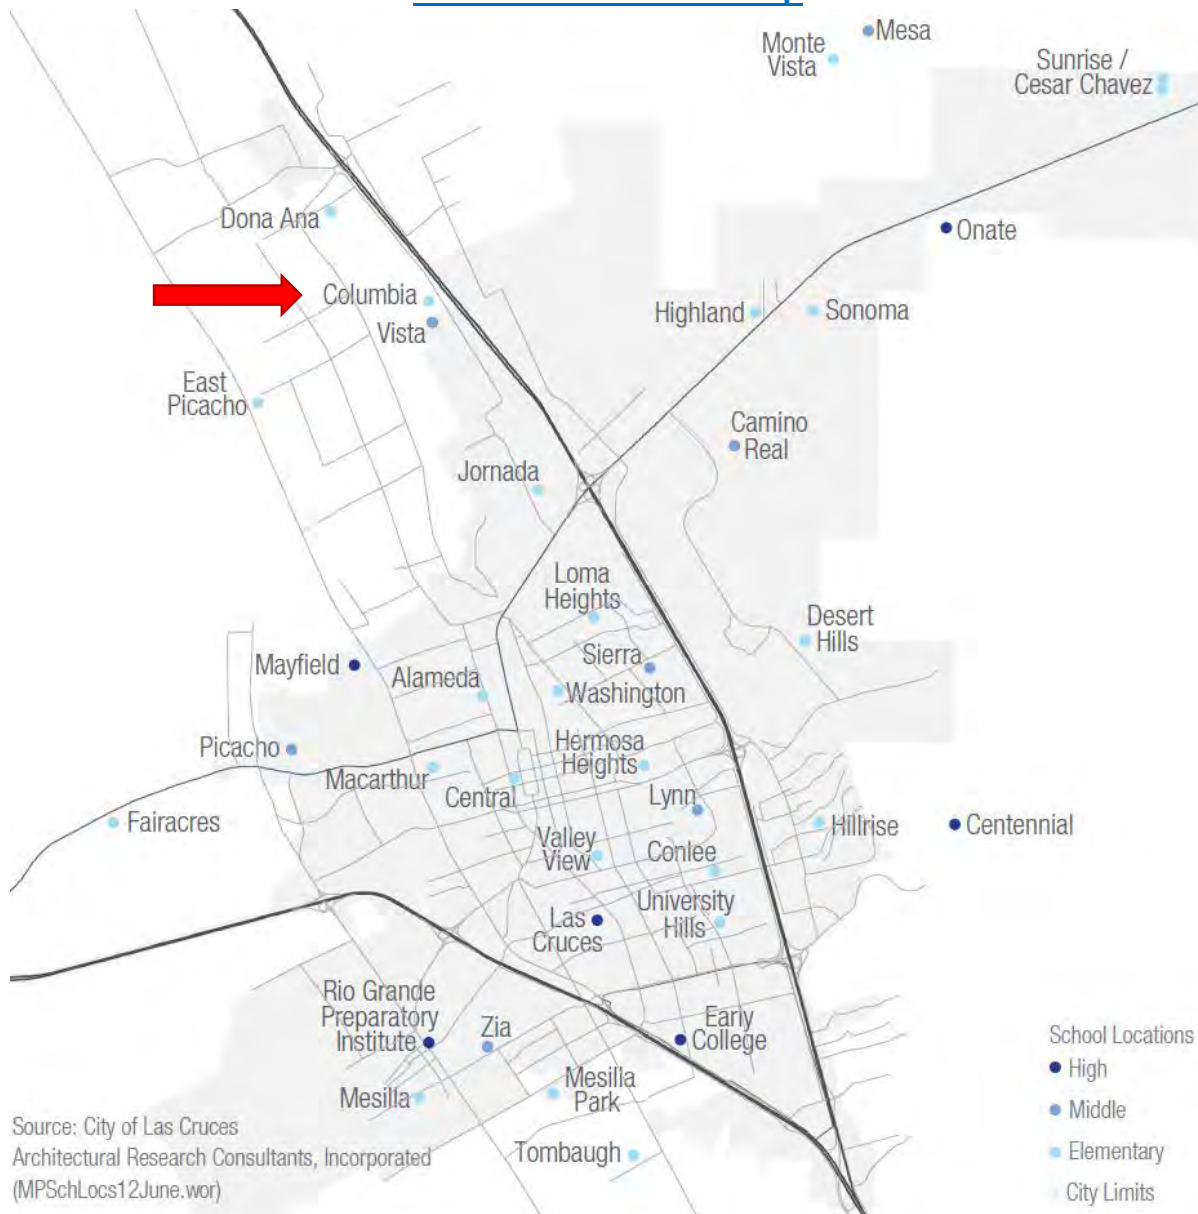 Mesa
Monte
Vista
Sunrise /
Cesar Chavez
Dona Ana
Onate
Columbia
Highland
Sonoma
Vista
East
Picacho
Camino
Real
Jornada
Loma
Heights
Desert
Hills
Mayfield
Sierra
Alameda
Washington
Picacho
Hermosa
Heights
Macarthur
Central
Lynn
Fairacres
Hillrise
Centennial
Valley
View
Conlee
Las
Cruces
University
Hills
Rio Grande
Preparatory
Institute
Zia
Early
College
School Locations
High
Mesilla
Mesilla
Park
Middle
Source: City of Las Cruces
Architectural Research Consultants, Incorporated
(MPSchLocs12June.wor)
Tombaugh
Elementary
City Limits